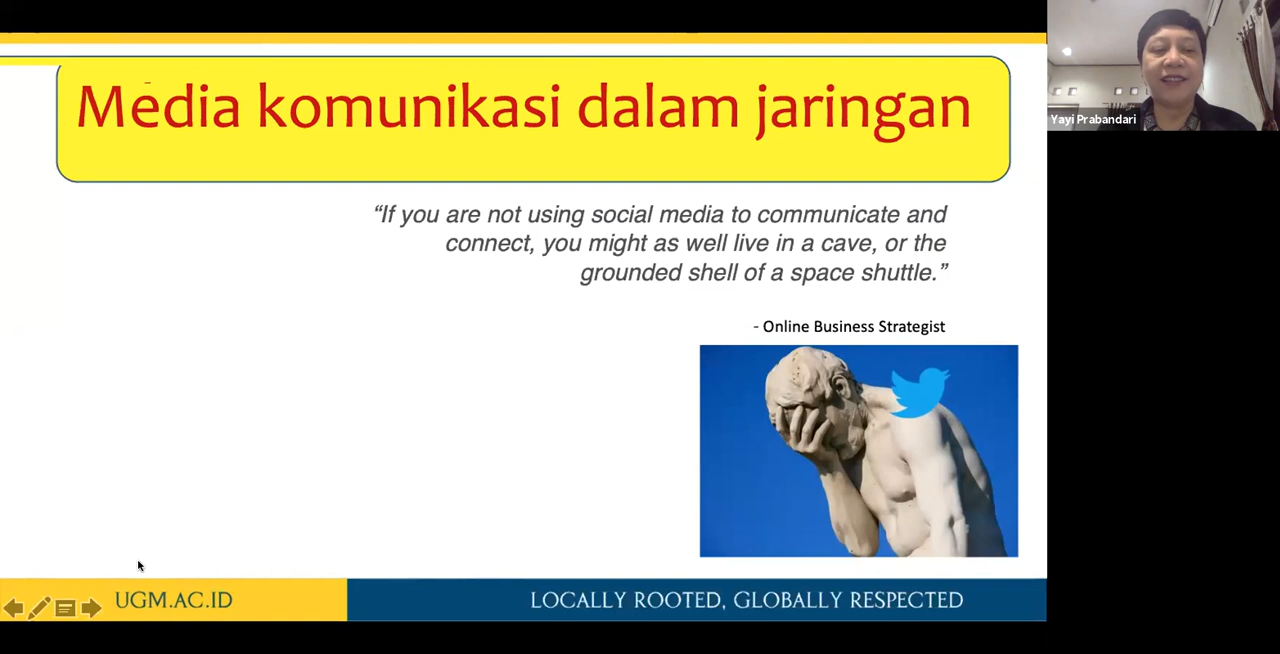 Media komunikasi dalam jaringan
“If you are not using social media to communicate and
connect, you might as well live in a cave, or the
grounded shell of a space shuttle.”
- Online Business Strategist
UGM.AC.ID
LOCALLY ROOTED, GLOBALLY RESPECTED
Yayi Prabandari